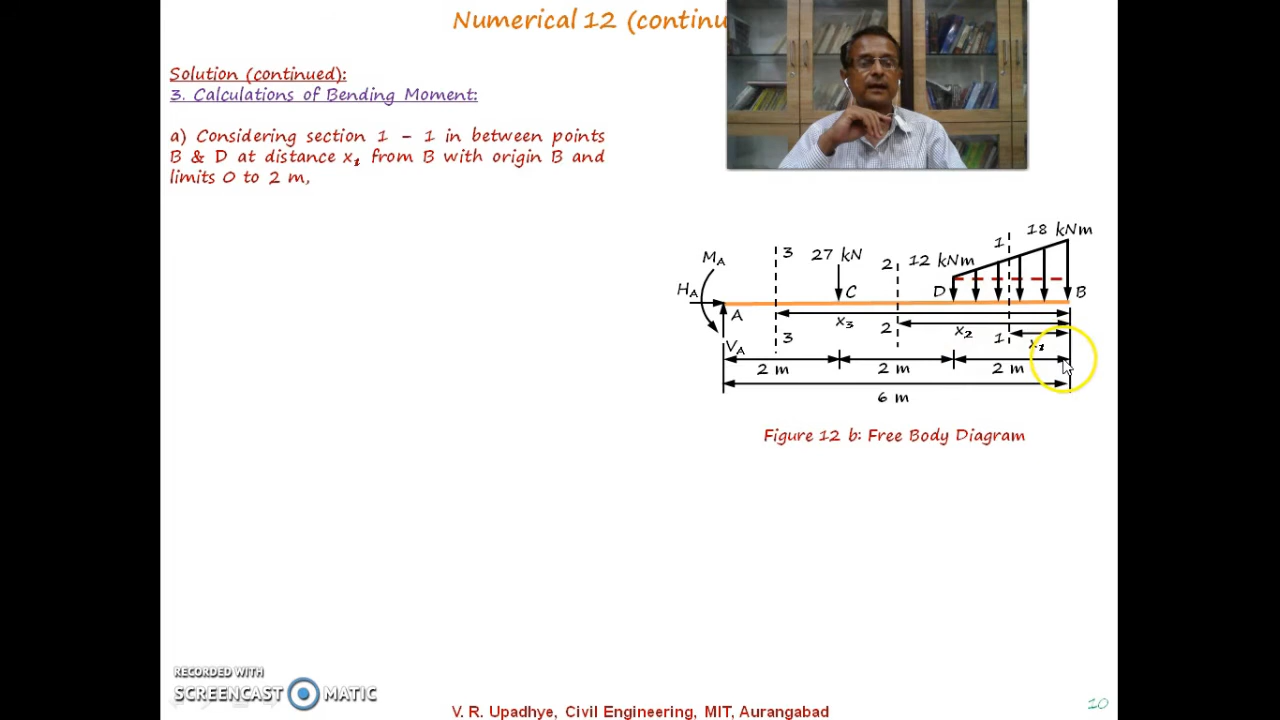 Numerical 12 (continu
Solution (continued):
3. Calculations of Bending Moment:
a) Considering section 1 - 1 in between points
B & D at distance x₁ from B with origin B and
limits 0 to 2 m,
18 kNm
1
3
27 kN
2
12 kNm
MA
HA
C
D
B
A
x₃
x₂
2
3
1
x₁
VA
2 m
2 m
2 m
6 m
Figure 12 b: Free Body Diagram
RECORDED WITH
SCREENCAST MATIC
V. R. Upadhye, Civil Engineering, MIT, Aurangabad
10